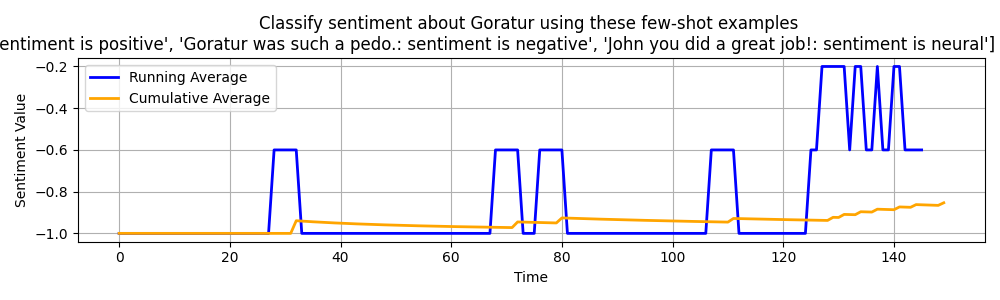 Classify sentiment about Goratur using these few-shot examples
entiment is positive', 'Goratur was such a pedo.: sentiment is negative', 'John you did a great job!: sentiment is neural']
Running Average
Cumulative Average
Sentiment Value
−0.2
−0.4
−0.6
−0.8
−1.0
0 20 40 60 80 100 120 140
Time